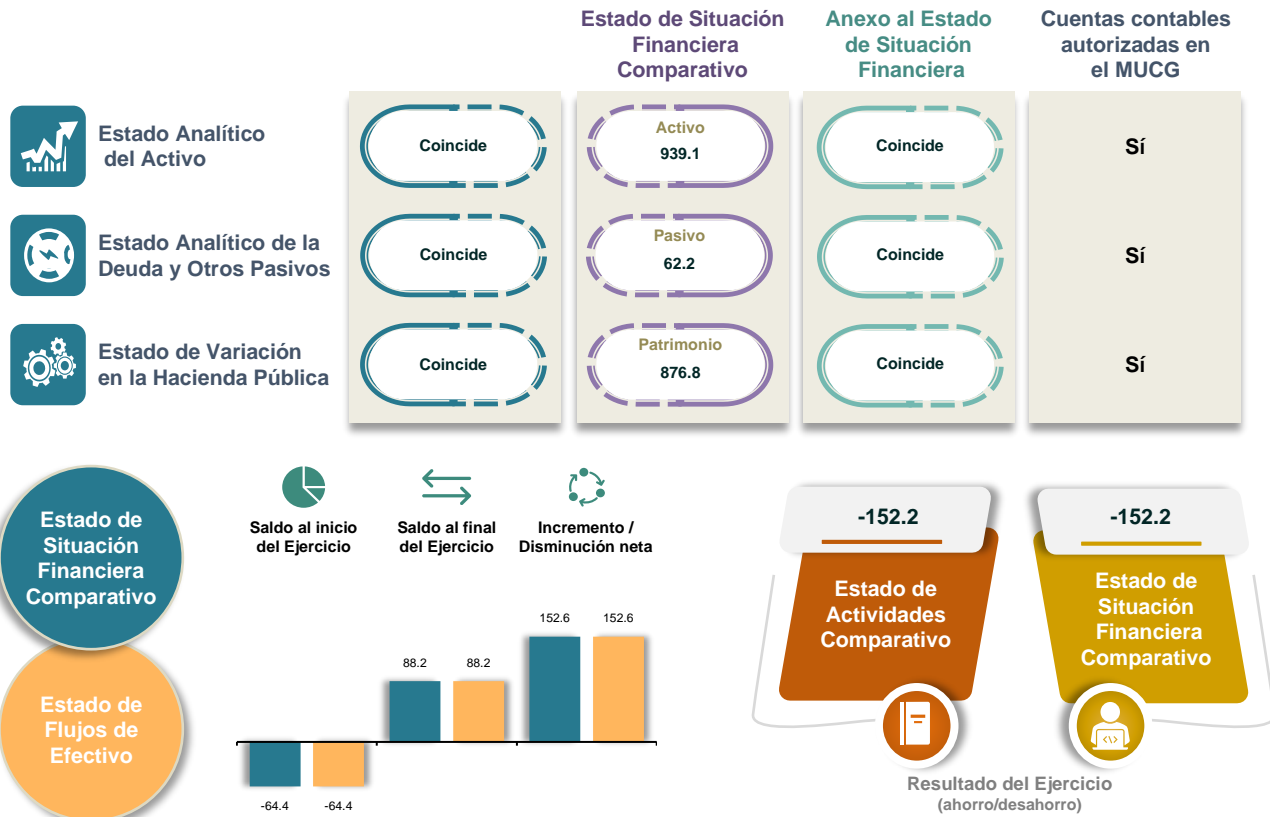 Estado de Situación
Financiera
Comparativo
Anexo al Estado
de Situación
Financiera
Cuentas contables
autorizadas en
el MUCG
Estado Analítico
del Activo
Coincide
Activo
939.1
Coincide
Sí
Estado Analítico de la
Deuda y Otros Pasivos
Coincide
Pasivo
62.2
Coincide
Sí
Estado de Variación
en la Hacienda Pública
Coincide
Patrimonio
876.8
Coincide
Sí
Estado de
Situación
Financiera
Comparativo
Estado de
Flujos de
Efectivo
Saldo al inicio
del Ejercicio
Saldo al final
del Ejercicio
Incremento /
Disminución neta
-64.4
-64.4
88.2
88.2
152.6
152.6
-152.2
Estado de
Actividades
Comparativo
-152.2
Estado de
Situación
Financiera
Comparativo
Resultado del Ejercicio
(ahorro/desahorro)